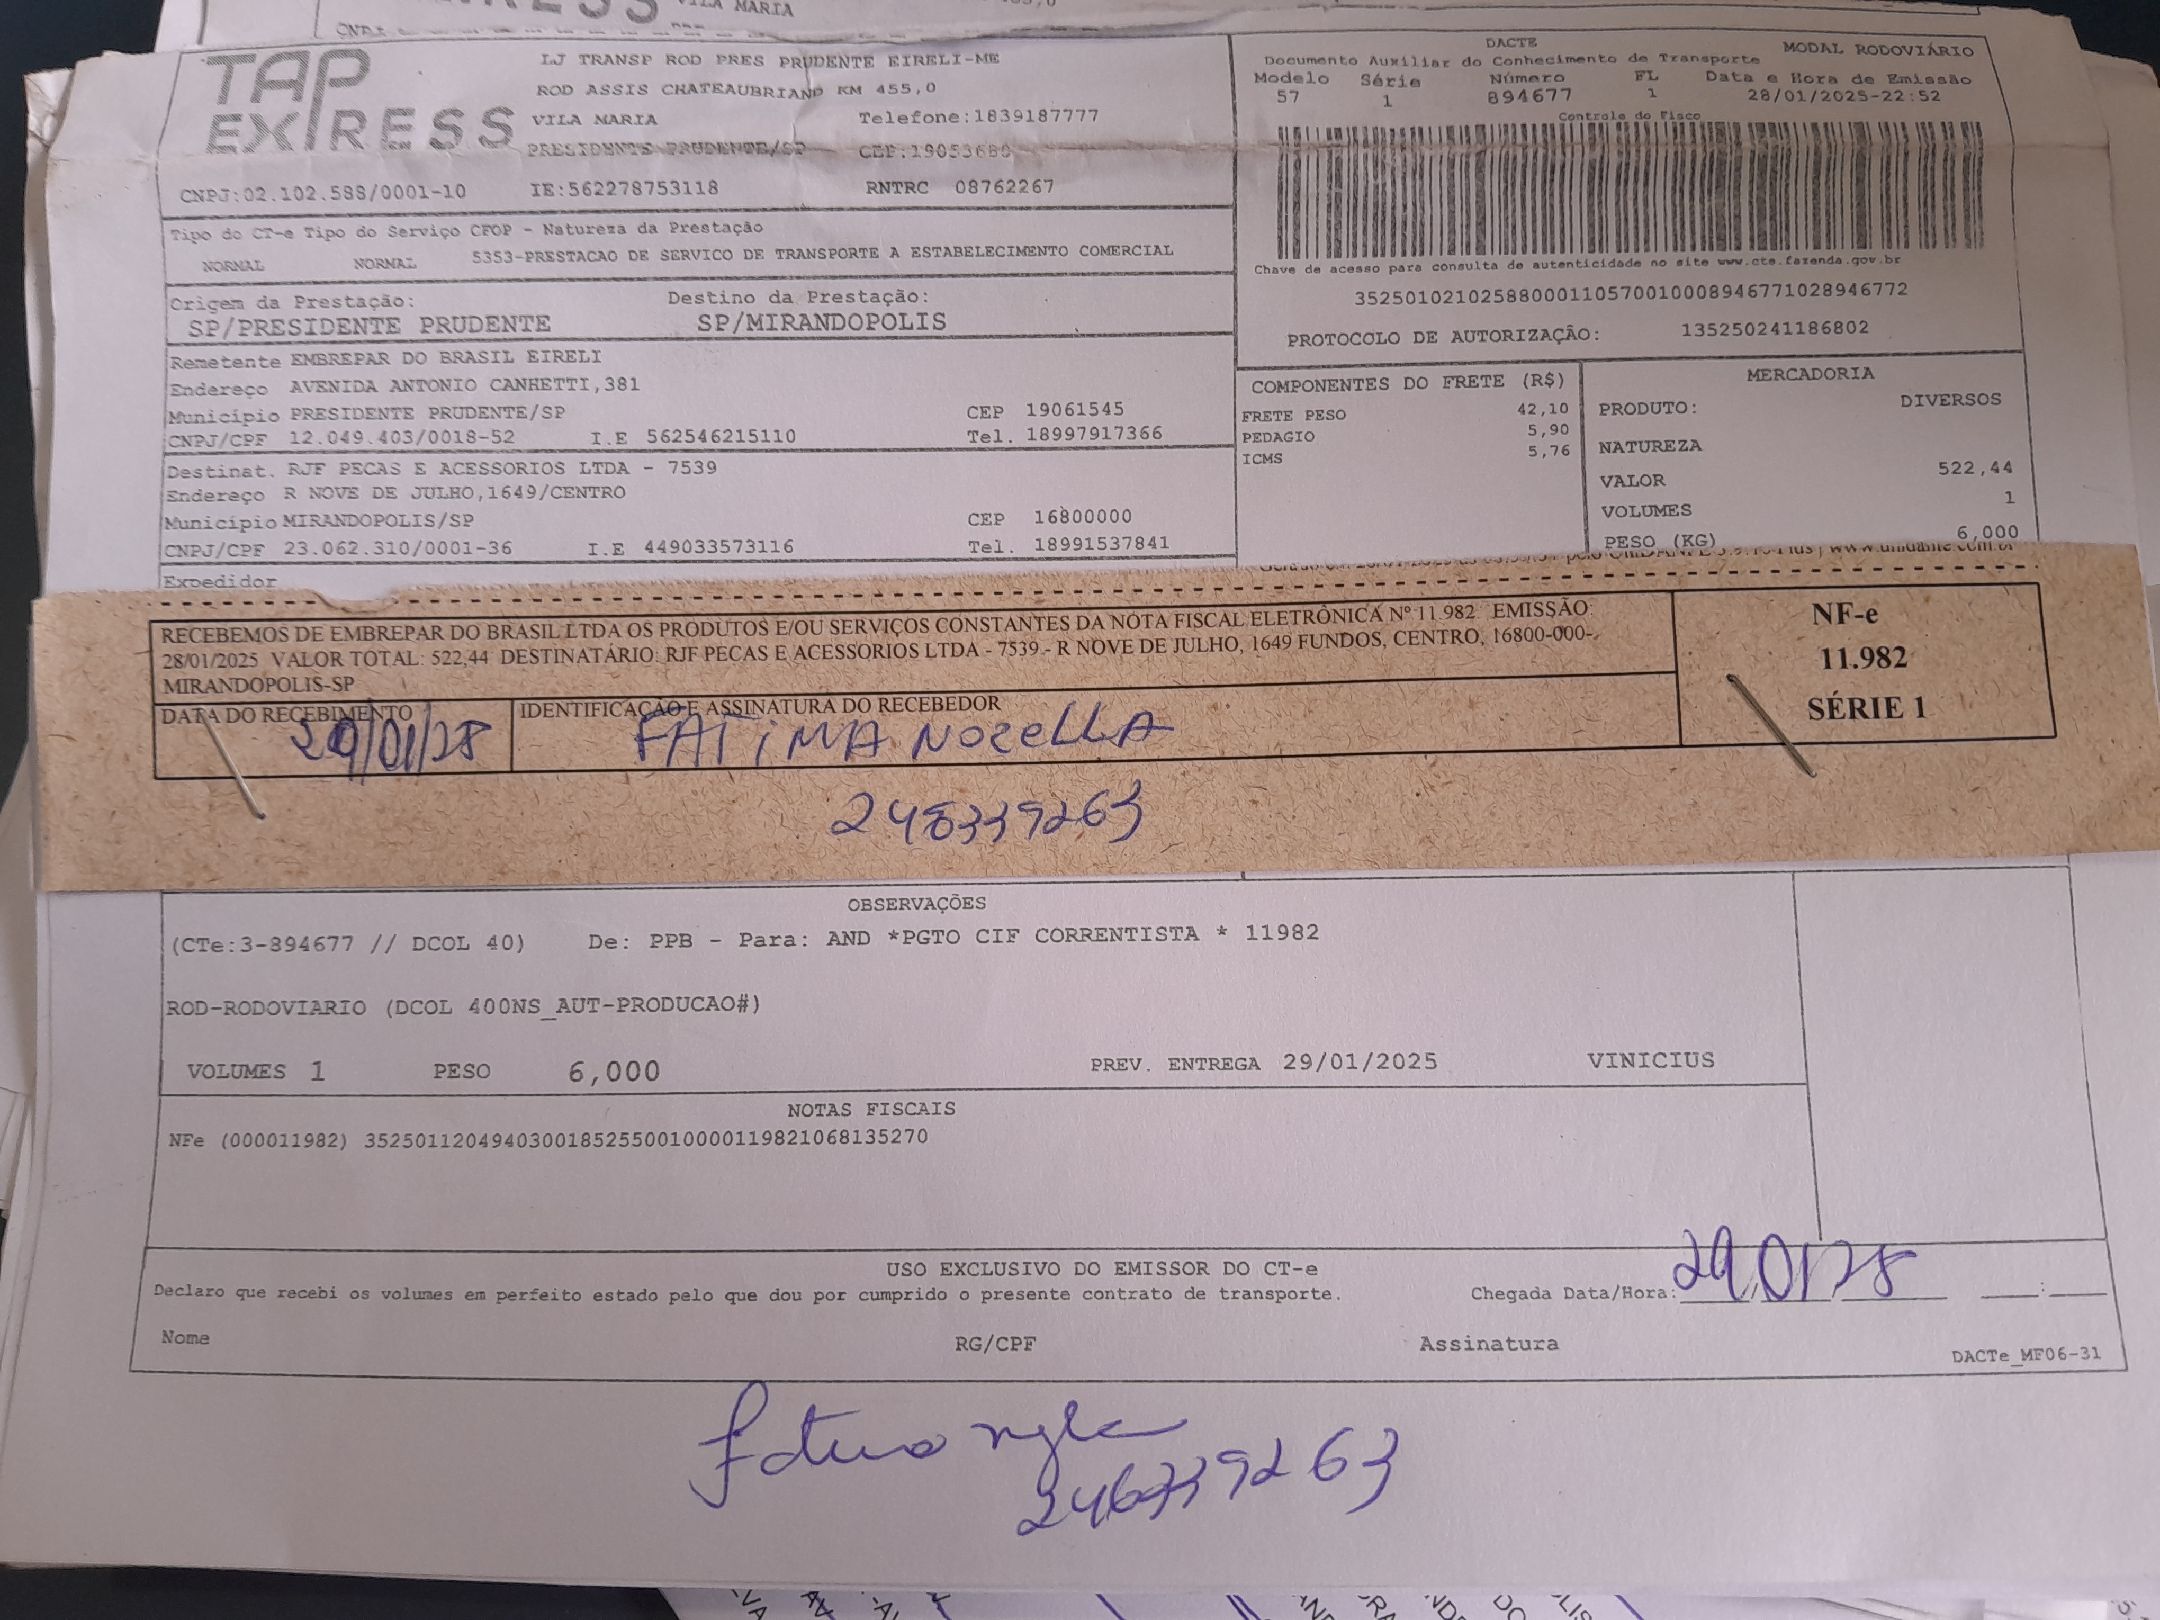 VILA MARIA
TAP EXPRESS
LJ TRANSP ROD PRES PRUDENTE EIRELI-ME
ROD ASSIS CHATEAUBRIAND KM 455,0
VILA MARIA Telefone:1839187777
PRESIDENTE PRUDENTE/SP CEP:19053680
CNPJ:02.102.588/0001-10 IE:562278753118 RNTRC 08762267
DACTE MODAL RODOVIÁRIO
Documento Auxiliar do Conhecimento de Transporte
Modelo Série Número FL Data e Hora de Emissão
57 1 894677 1 28/01/2025-22:52
Controle do Fisco
Chave de acesso para consulta de autenticidade no site www.cte.fazenda.gov.br
35250102102588000110570010008946771028946772
PROTOCOLO DE AUTORIZAÇÃO: 135250241186802
Tipo do CT-e Tipo do Serviço CFOP - Natureza da Prestação
NORMAL NORMAL 5353-PRESTACAO DE SERVICO DE TRANSPORTE A ESTABELECIMENTO COMERCIAL
Origem da Prestação: Destino da Prestação:
SP/PRESIDENTE PRUDENTE SP/MIRANDOPOLIS
Remetente EMBREPAR DO BRASIL EIRELI
Endereço AVENIDA ANTONIO CANHETTI,381
Município PRESIDENTE PRUDENTE/SP CEP 19061545
CNPJ/CPF 12.049.403/0018-52 I.E 562546215110 Tel. 18997917366
Destinat. RJF PECAS E ACESSORIOS LTDA - 7539
Endereço R NOVE DE JULHO,1649/CENTRO
Município MIRANDOPOLIS/SP CEP 16800000
CNPJ/CPF 23.062.310/0001-36 I.E 449033573116 Tel. 18991537841
Expedidor
COMPONENTES DO FRETE (R$)
FRETE PESO 42,10
PEDAGIO 5,90
ICMS 5,76
MERCADORIA
PRODUTO: DIVERSOS
NATUREZA
VALOR 522,44
VOLUMES 1
PESO (KG) 6,000
RECEBEMOS DE EMBREPAR DO BRASIL LTDA OS PRODUTOS E/OU SERVIÇOS CONSTANTES DA NOTA FISCAL ELETRÔNICA Nº 11.982 EMISSÃO:
28/01/2025 VALOR TOTAL: 522,44 DESTINATÁRIO: RJF PECAS E ACESSORIOS LTDA - 7539 - R NOVE DE JULHO, 1649 FUNDOS, CENTRO, 16800-000-
MIRANDOPOLIS-SP
DATA DO RECEBIMENTO IDENTIFICAÇÃO E ASSINATURA DO RECEBEDOR
29/01/25 FATIMA NOZELLA
248339263
NF-e
11.982
SÉRIE 1
OBSERVAÇÕES
(CTe:3-894677 // DCOL 40) De: PPB - Para: AND *PGTO CIF CORRENTISTA * 11982
ROD-RODOVIARIO (DCOL 400NS_AUT-PRODUCAO#)
VOLUMES 1 PESO 6,000 PREV. ENTREGA 29/01/2025 VINICIUS
NOTAS FISCAIS
NFe (000011982) 35250112049403001852550010000119821068135270
USO EXCLUSIVO DO EMISSOR DO CT-e
Declaro que recebi os volumes em perfeito estado pelo que dou por cumprido o presente contrato de transporte. Chegada Data/Hora: 29/01/25
Nome RG/CPF Assinatura
DACTe_MF06-31